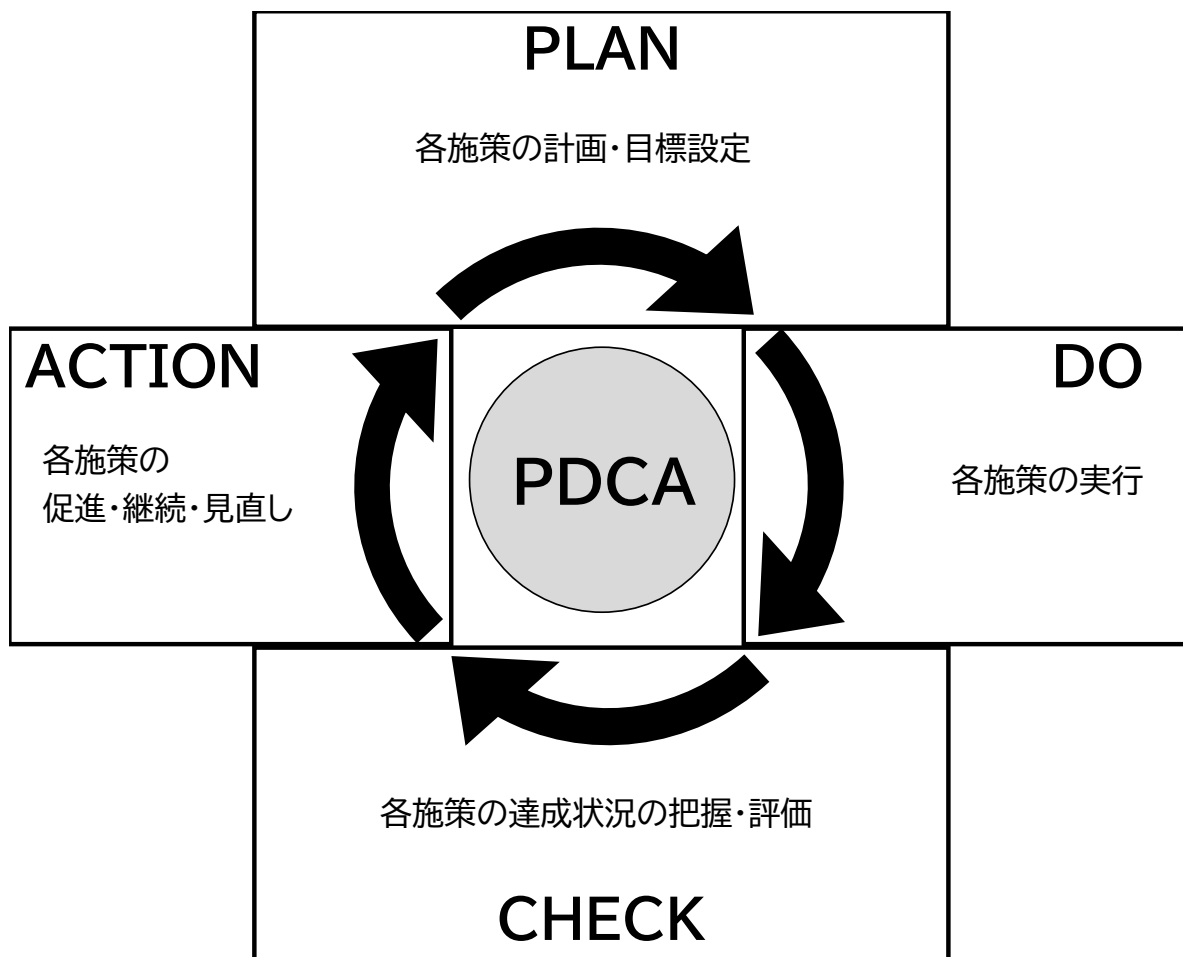 PLAN
各施策の計画・目標設定
ACTION
各施策の
促進・継続・見直し
PDCA
DO
各施策の実行
各施策の達成状況の把握・評価
CHECK